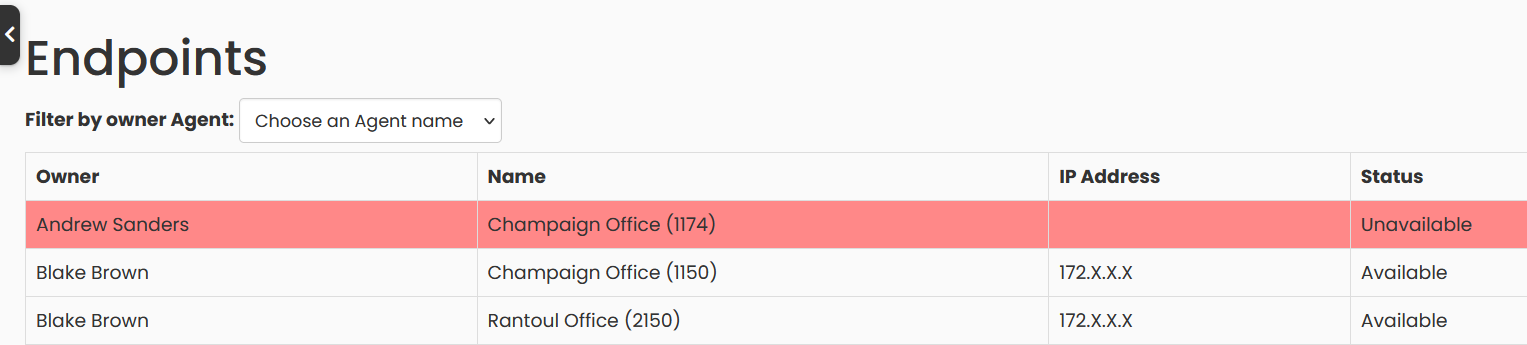 Endpoints
Filter by owner Agent: Choose an Agent name
Owner Name IP Address Status
Andrew Sanders Champaign Office (1174) Unavailable
Blake Brown Champaign Office (1150) 172.X.X.X Available
Blake Brown Rantoul Office (2150) 172.X.X.X Available